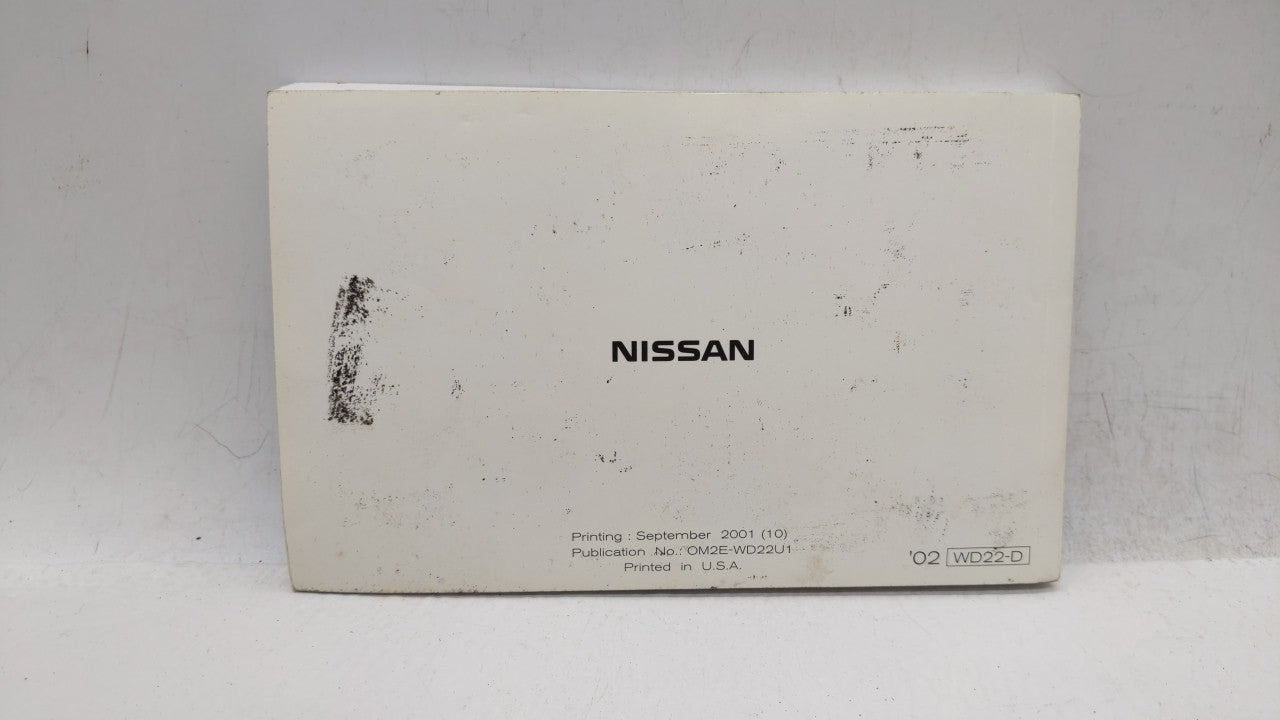 NISSAN
Printing : September 2001 (10)
Publication No.: OM2E-WD22U1
Printed in U.S.A.
'02 WD22-D